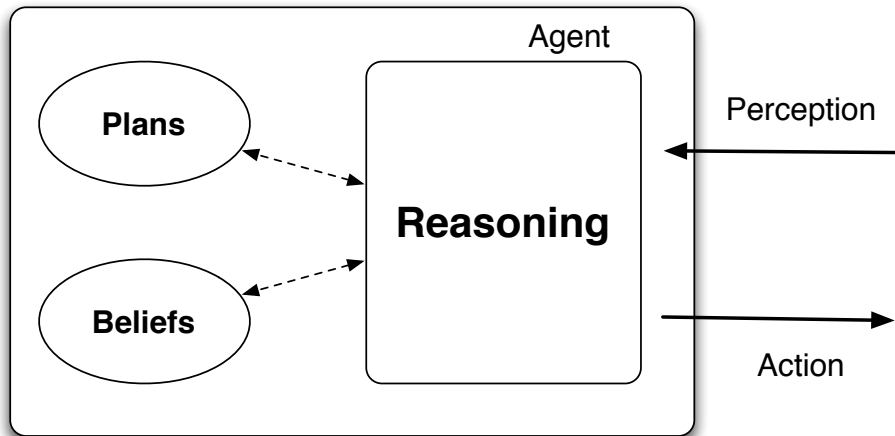 Agent
Plans
Perception
Reasoning
Beliefs
Action